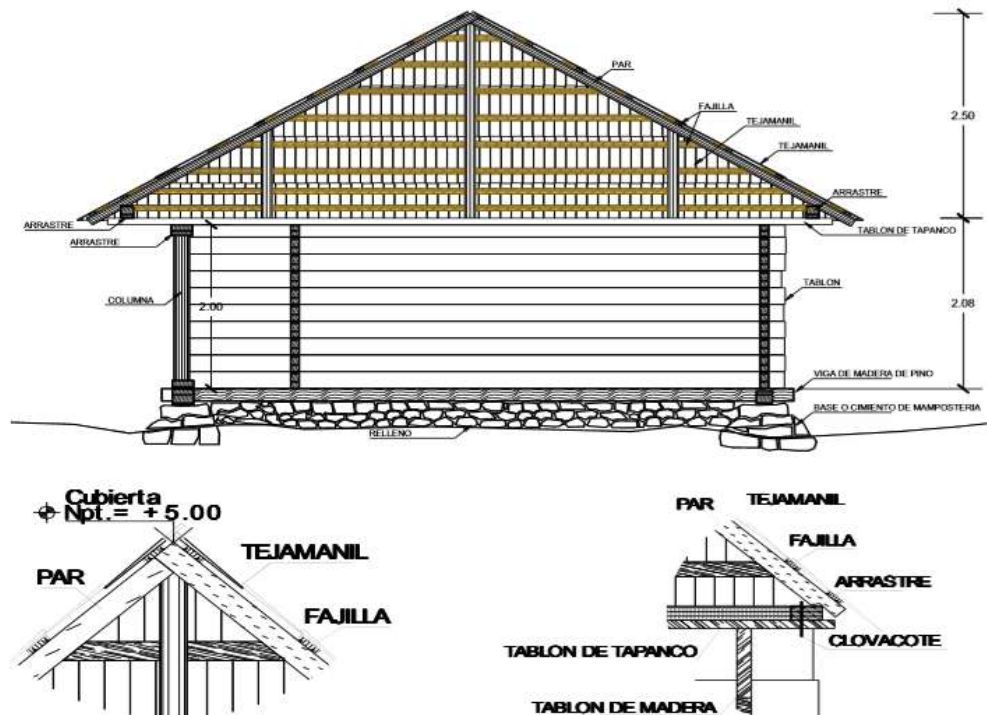 PAR
2.50
FAJILLA
TEJAMANIL
TEJAMANIL
ARRASTRE
ARRASTRE
TABLON DE TAPANCO
ARRASTRE
TABLON
COLUMNA
2.00
2.08
VIGA DE MADERA DE PINO
BASE O CIMIENTO DE MAMPOSTERIA
RELLENO
Cubierta
Npt.= +5.00
TEJAMANIL
PAR
FAJILLA
PAR TEJAMANIL
FAJILLA
ARRASTRE
CLOVACOTE
TABLON DE TAPANCO
TABLON DE MADERA